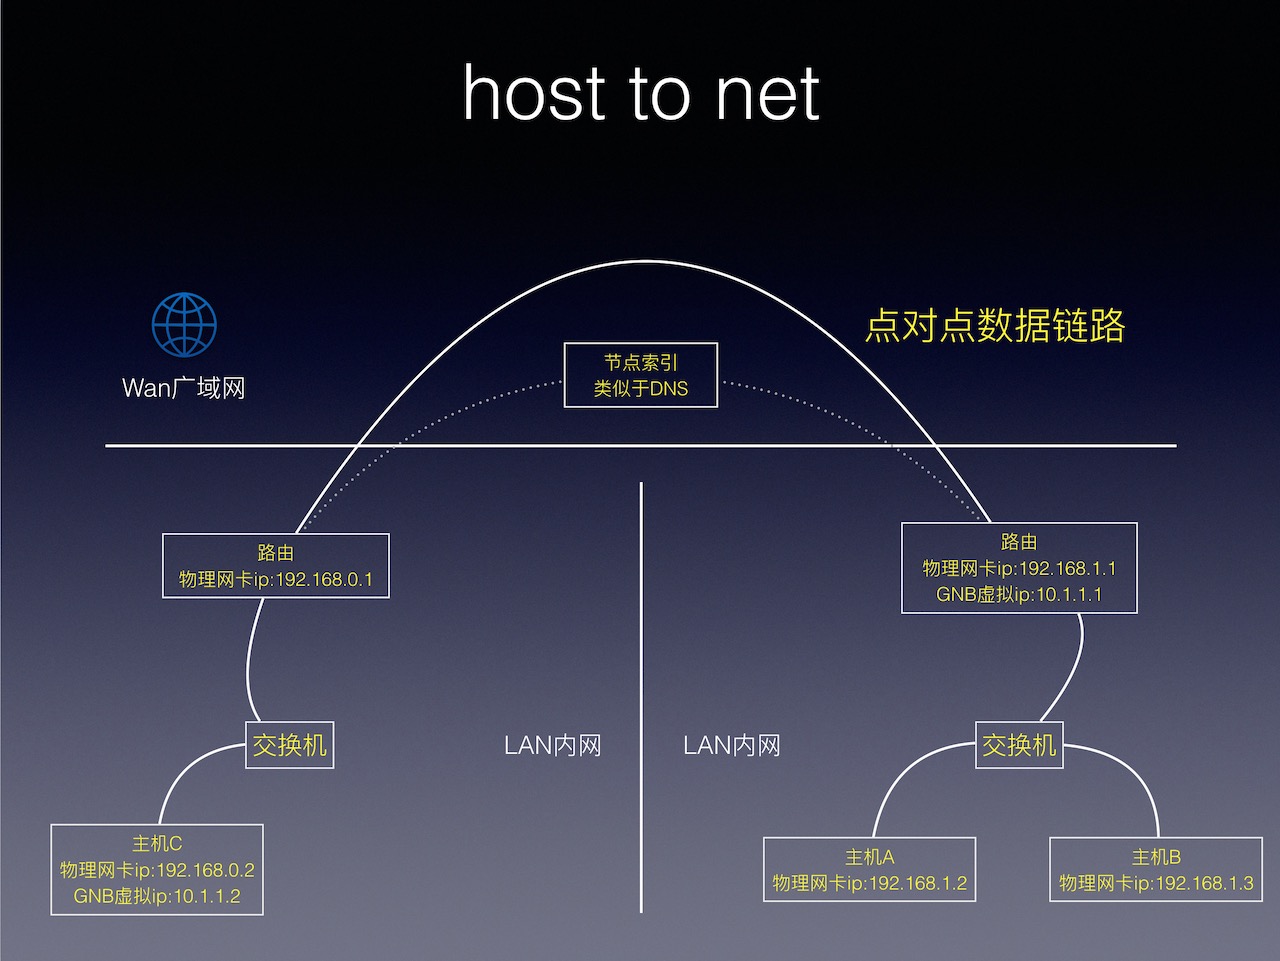 host to net
点对点数据链路
节点索引
类似于DNS
Wan广域网
路由
物理网卡ip:192.168.0.1
路由
物理网卡ip:192.168.1.1
GNB虚拟ip:10.1.1.1
交换机
LAN内网
LAN内网
交换机
主机C
物理网卡ip:192.168.0.2
GNB虚拟ip:10.1.1.2
主机A
物理网卡ip:192.168.1.2
主机B
物理网卡ip:192.168.1.3